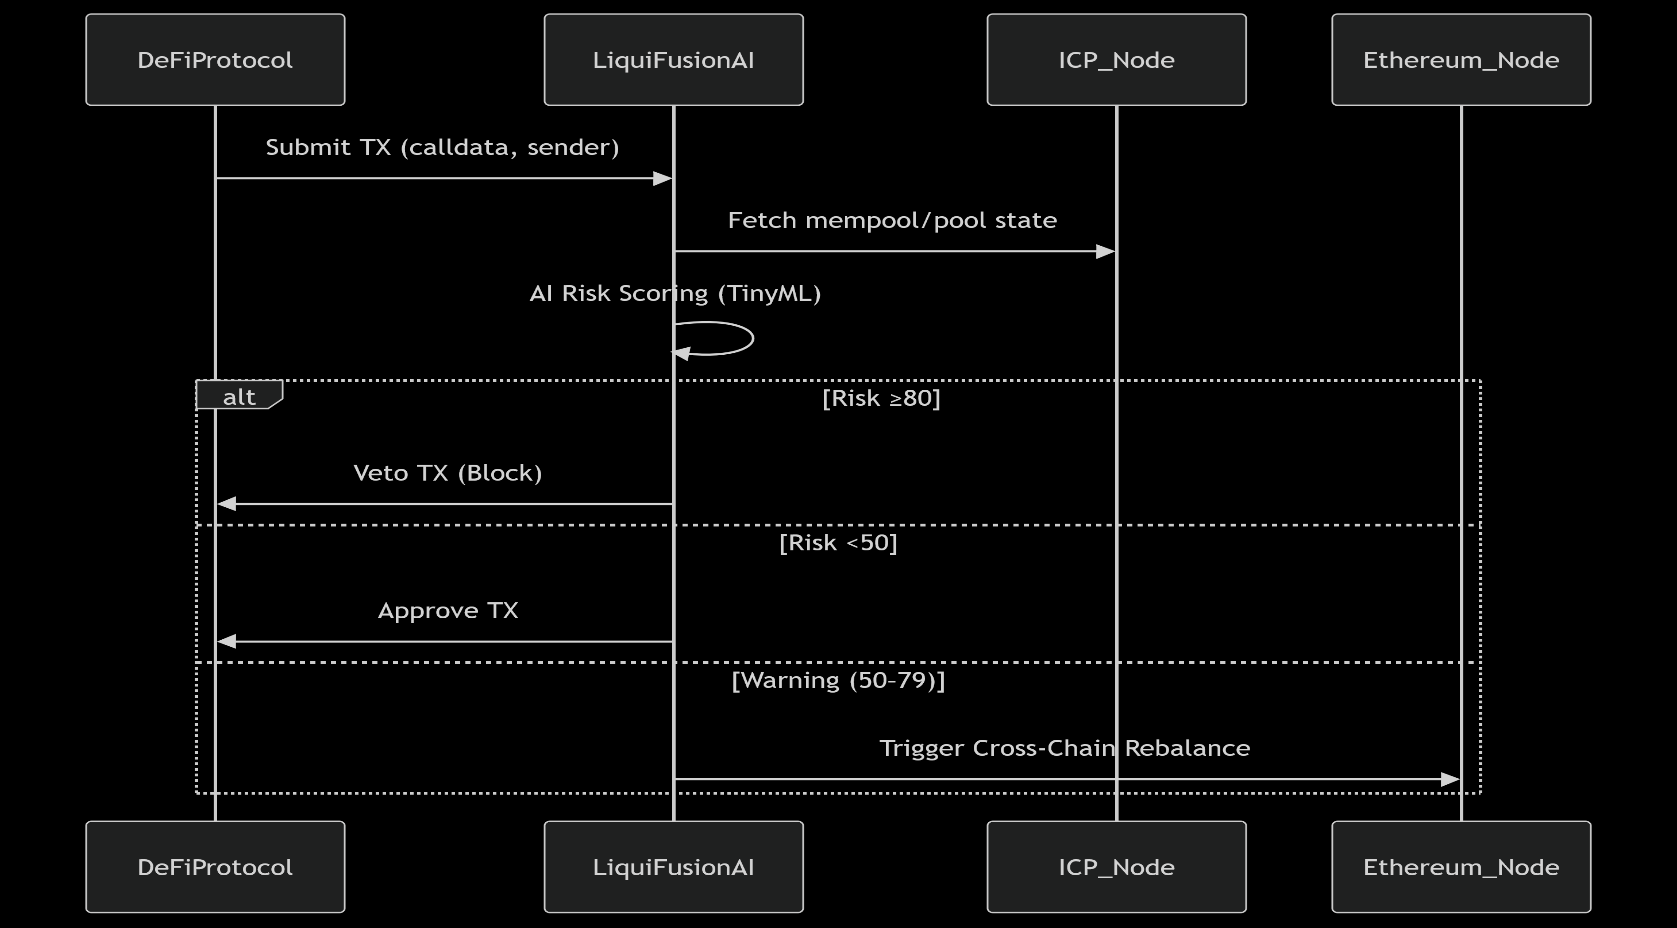 DeFiProtocol
LiquiFusionAI
ICP_Node
Ethereum_Node
Submit TX (calldata, sender)
Fetch mempool/pool state
AI Risk Scoring (TinyML)
alt
[Risk ≥80]
Veto TX (Block)
[Risk <50]
Approve TX
[Warning (50-79)]
Trigger Cross-Chain Rebalance
DeFiProtocol
LiquiFusionAI
ICP_Node
Ethereum_Node